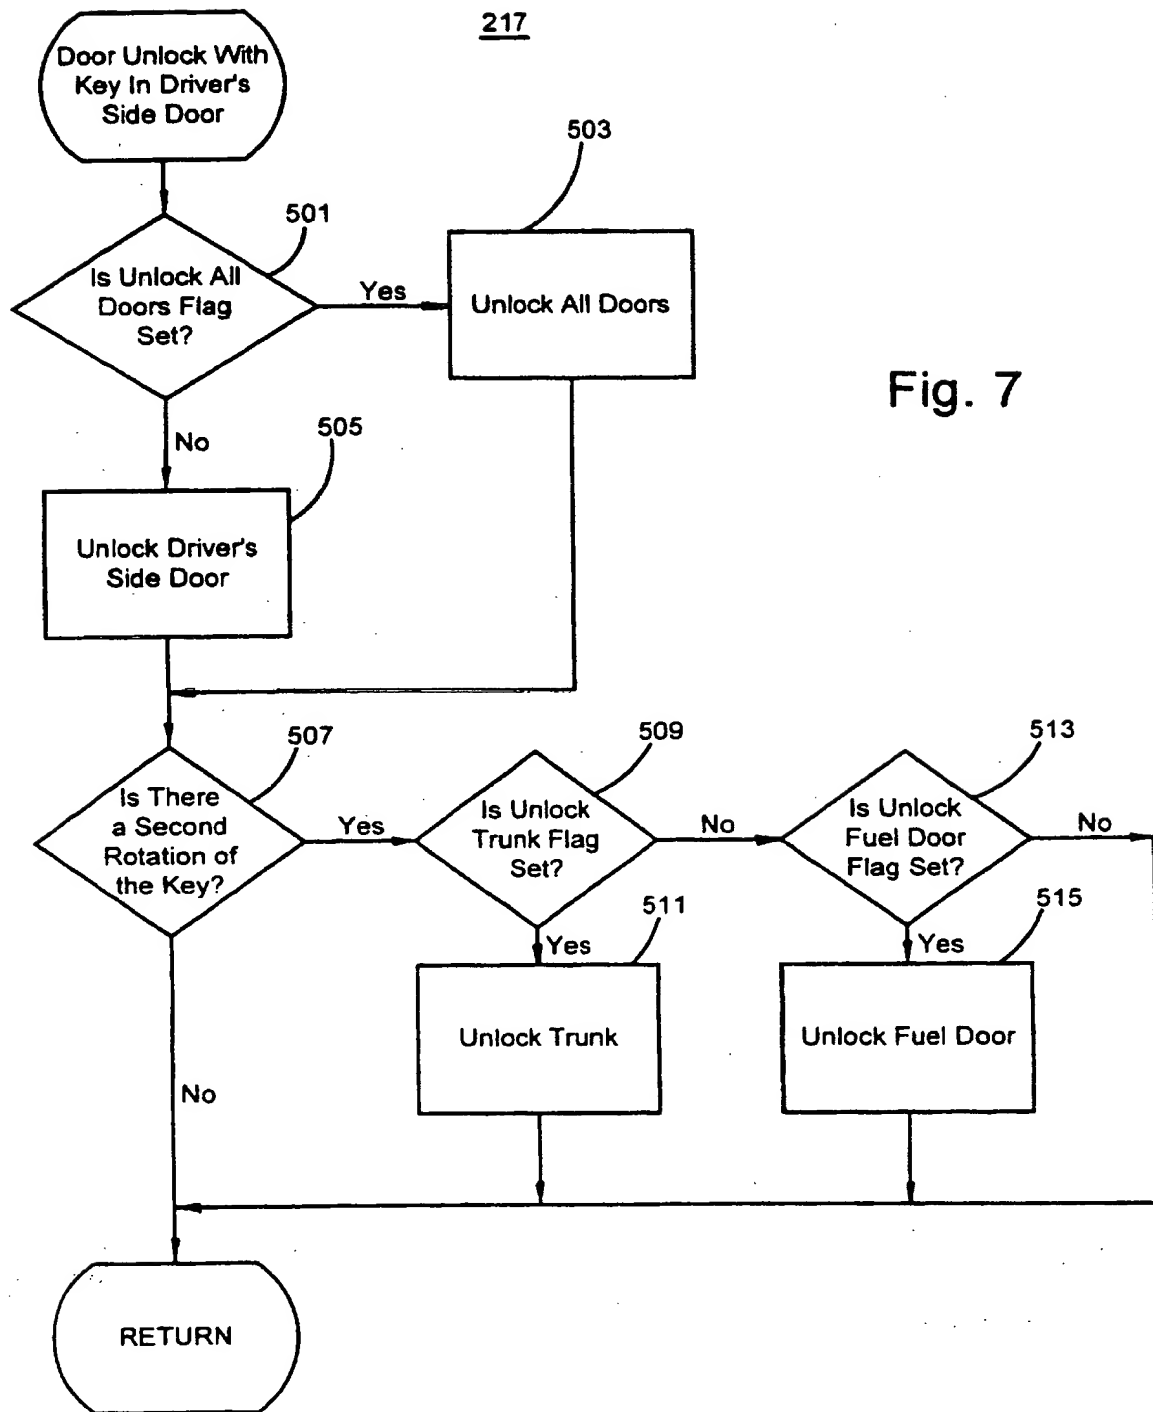 217
Door Unlock With
Key In Driver's
Side Door
503
501
Is Unlock All
Doors Flag
Set?
Yes
Unlock All Doors
Fig. 7
No
505
Unlock Driver's
Side Door
507
509
513
Is There
a Second
Rotation of
the Key?
Yes
Is Unlock
Trunk Flag
Set?
No
Is Unlock
Fuel Door
Flag Set?
No
511
515
Yes
Yes
Unlock Trunk
Unlock Fuel Door
No
RETURN